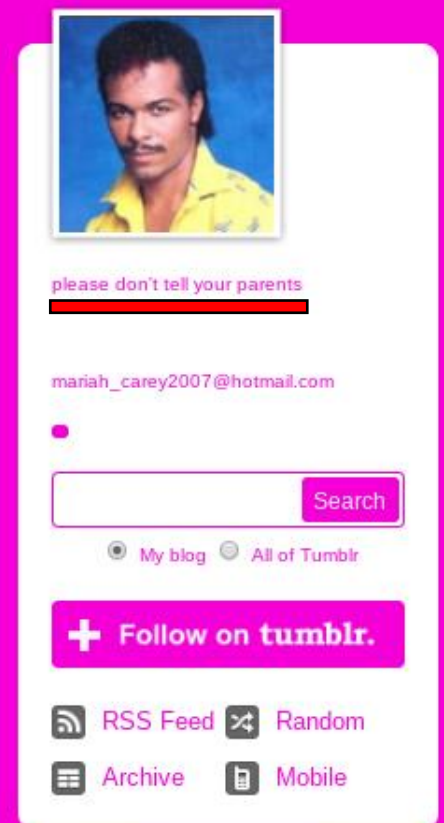 please don't tell your parents
mariah_carey2007@hotmail.com
Search
My blog All of Tumblr
Follow on tumblr.
RSS Feed Random
Archive Mobile